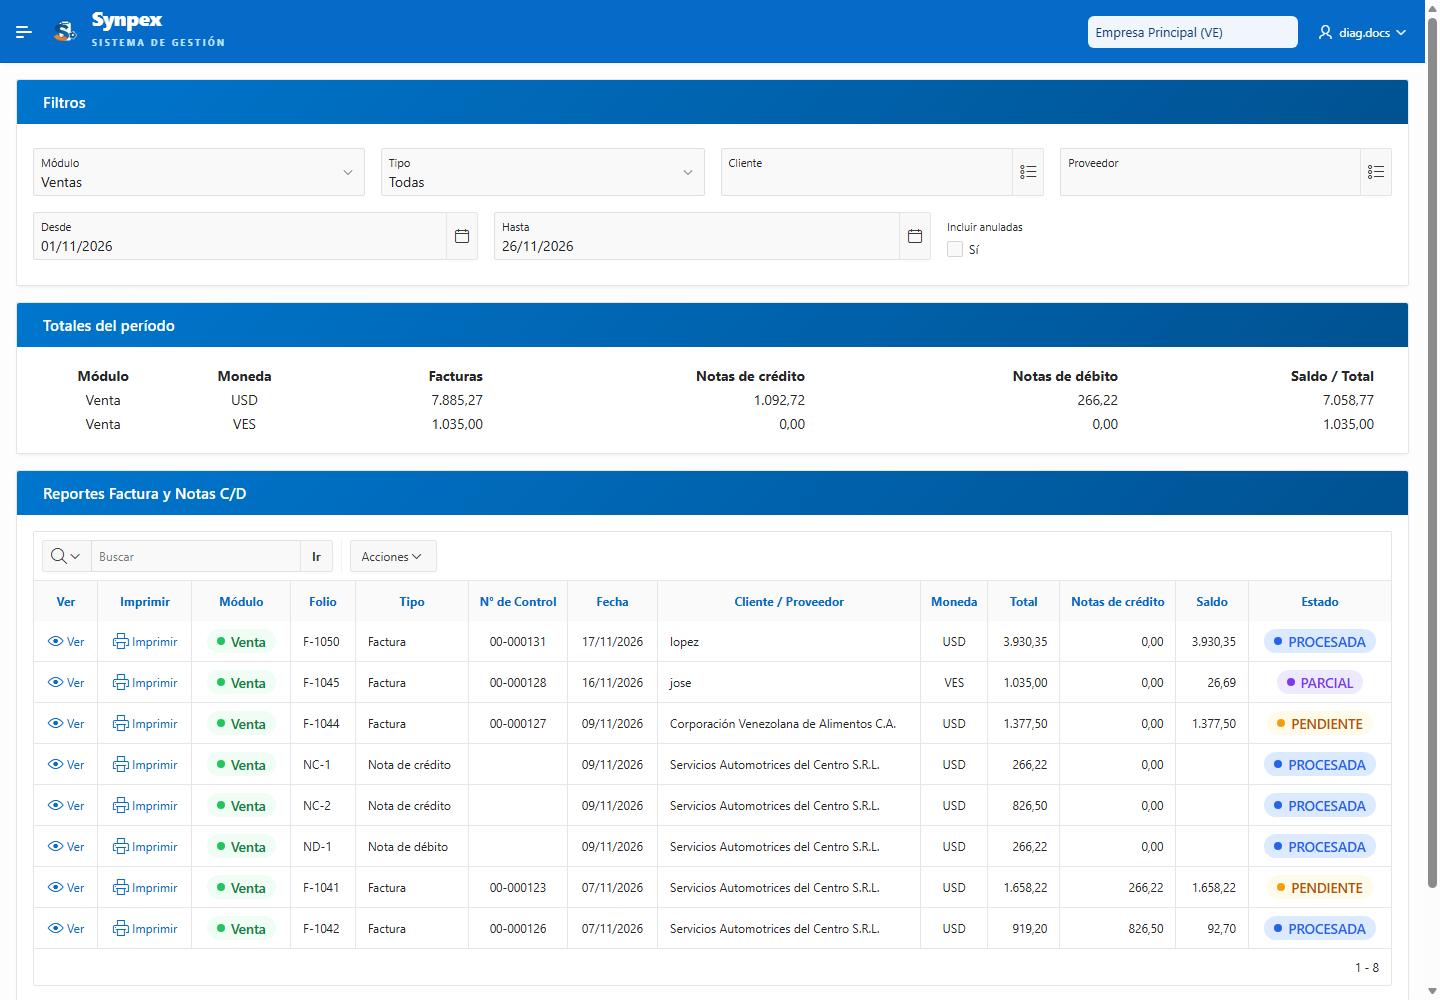 Synpex
SISTEMA DE GESTIÓN
Empresa Principal (VE)
diag.docs
Filtros
Módulo
Ventas
Tipo
Todas
Cliente
Proveedor
Desde
01/11/2026
Hasta
26/11/2026
Incluir anuladas
Sí
Totales del período
Módulo Moneda Facturas Notas de crédito Notas de débito Saldo / Total
Venta USD 7.885,27 1.092,72 266,22 7.058,77
Venta VES 1.035,00 0,00 0,00 1.035,00
Reportes Factura y Notas C/D
Buscar Ir Acciones
Ver Imprimir Módulo Folio Tipo N° de Control Fecha Cliente / Proveedor Moneda Total Notas de crédito Saldo Estado
Ver Imprimir Venta F-1050 Factura 00-000131 17/11/2026 lopez USD 3.930,35 0,00 3.930,35 PROCESADA
Ver Imprimir Venta F-1045 Factura 00-000128 16/11/2026 jose VES 1.035,00 0,00 26,69 PARCIAL
Ver Imprimir Venta F-1044 Factura 00-000127 09/11/2026 Corporación Venezolana de Alimentos C.A. USD 1.377,50 0,00 1.377,50 PENDIENTE
Ver Imprimir Venta NC-1 Nota de crédito 09/11/2026 Servicios Automotrices del Centro S.R.L. USD 266,22 0,00 PROCESADA
Ver Imprimir Venta NC-2 Nota de crédito 09/11/2026 Servicios Automotrices del Centro S.R.L. USD 826,50 0,00 PROCESADA
Ver Imprimir Venta ND-1 Nota de débito 09/11/2026 Servicios Automotrices del Centro S.R.L. USD 266,22 0,00 PROCESADA
Ver Imprimir Venta F-1041 Factura 00-000123 07/11/2026 Servicios Automotrices del Centro S.R.L. USD 1.658,22 266,22 1.658,22 PENDIENTE
Ver Imprimir Venta F-1042 Factura 00-000126 07/11/2026 Servicios Automotrices del Centro S.R.L. USD 919,20 826,50 92,70 PROCESADA
1 - 8